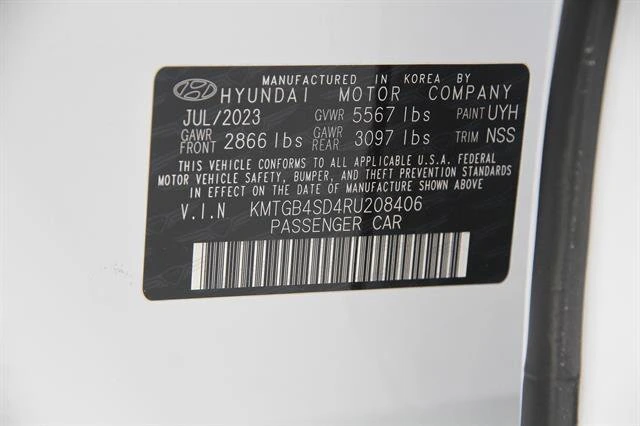 MANUFACTURED IN KOREA BY
HYUNDAI MOTOR COMPANY
JUL/2023 GVWR 5567 lbs PAINT UYH
GAWR FRONT 2866 lbs GAWR REAR 3097 lbs TRIM NSS
THIS VEHICLE CONFORMS TO ALL APPLICABLE U.S.A. FEDERAL
MOTOR VEHICLE SAFETY, BUMPER, AND THEFT PREVENTION STANDARDS
IN EFFECT ON THE DATE OF MANUFACTURE SHOWN ABOVE.
V.I.N KMTGB4SD4RU208406
PASSENGER CAR